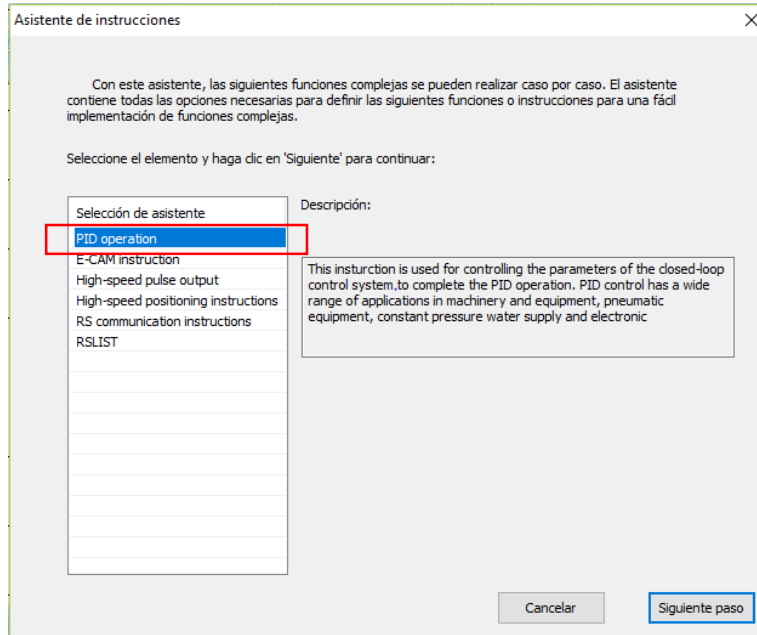 Asistente de instrucciones
Con este asistente, las siguientes funciones complejas se pueden realizar caso por caso. El asistente
contiene todas las opciones necesarias para definir las siguientes funciones o instrucciones para una fácil
implementación de funciones complejas.
Seleccione el elemento y haga clic en 'Siguiente' para continuar:
Selección de asistente
PID operation
E-CAM instruction
High-speed pulse output
High-speed positioning instructions
RS communication instructions
RSLIST
Descripción:
This insturction is used for controlling the parameters of the closed-loop
control system,to complete the PID operation. PID control has a wide
range of applications in machinery and equipment, pneumatic
equipment, constant pressure water supply and electronic
Cancelar
Siguiente paso